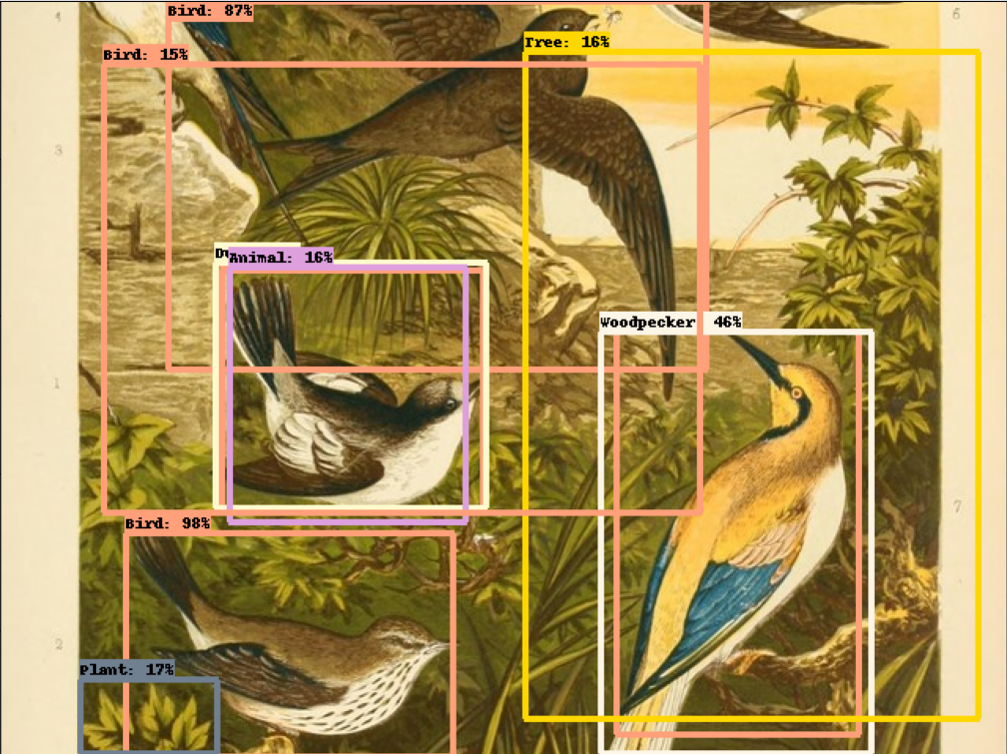 Bird: 87%
4
6
Tree: 16%
Bird: 15%
3
Animal: 16%
Woodpecker 46%
1
7
Bird: 98%
2
Plant: 17%